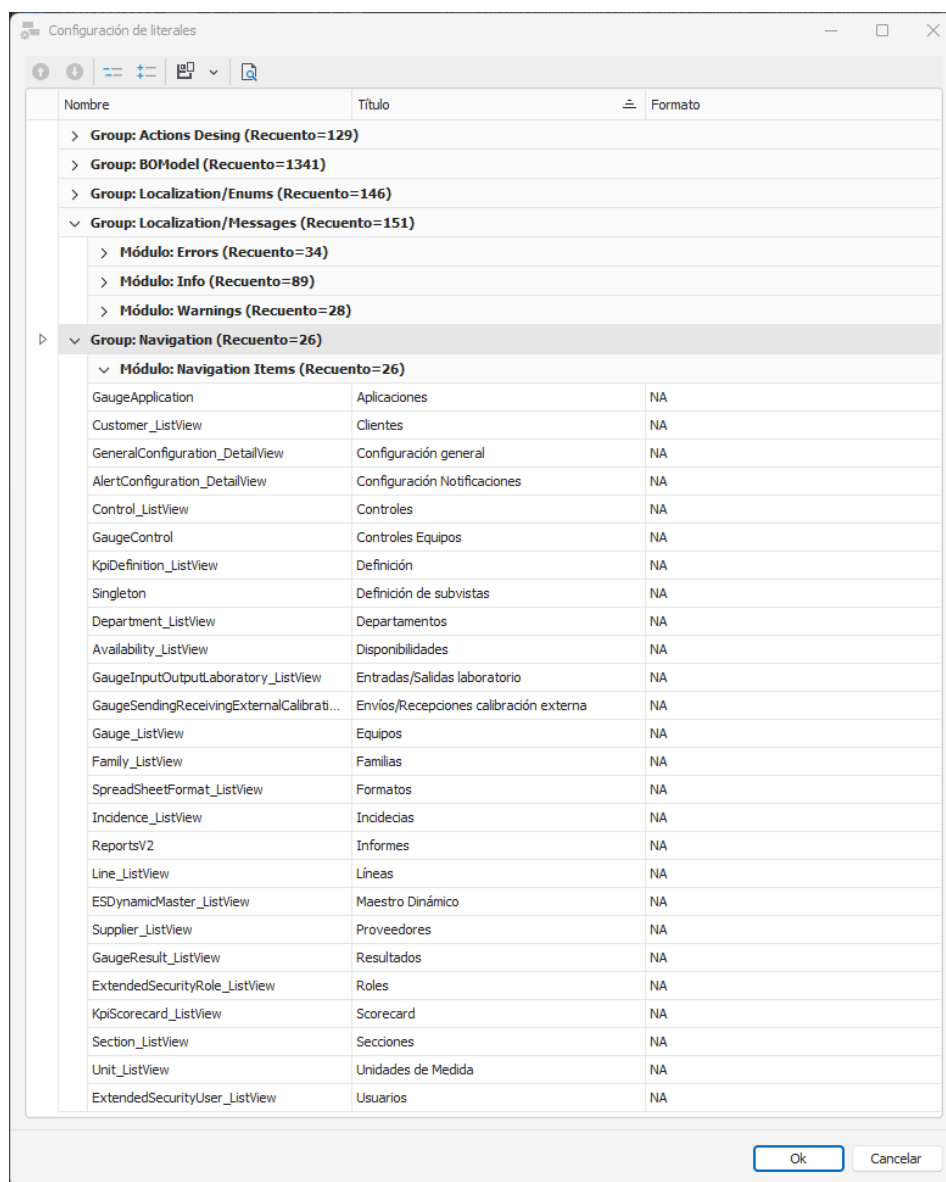 Configuración de literales
Nombre Título Formato
Group: Actions Desing (Recuento=129)
Group: BOModel (Recuento=1341)
Group: Localization/Enums (Recuento=146)
Group: Localization/Messages (Recuento=151)
Módulo: Errors (Recuento=34)
Módulo: Info (Recuento=89)
Módulo: Warnings (Recuento=28)
Group: Navigation (Recuento=26)
Módulo: Navigation Items (Recuento=26)
GaugeApplication Aplicaciones NA
Customer_ListView Clientes NA
GeneralConfiguration_DetailView Configuración general NA
AlertConfiguration_DetailView Configuración Notificaciones NA
Control_ListView Controles NA
GaugeControl Controles Equipos NA
KpiDefinition_ListView Definición NA
Singleton Definición de subvistas NA
Department_ListView Departamentos NA
Availability_ListView Disponibilidades NA
GaugeInputOutputLaboratory_ListView Entradas/Salidas laboratorio NA
GaugeSendingReceivingExternalCalibrati... Envíos/Recepciones calibración externa NA
Gauge_ListView Equipos NA
Family_ListView Familias NA
SpreadSheetFormat_ListView Formatos NA
Incidence_ListView Incidecias NA
ReportsV2 Informes NA
Line_ListView Líneas NA
ESDynamicMaster_ListView Maestro Dinámico NA
Supplier_ListView Proveedores NA
GaugeResult_ListView Resultados NA
ExtendedSecurityRole_ListView Roles NA
KpiScorecard_ListView Scorecard NA
Section_ListView Secciones NA
Unit_ListView Unidades de Medida NA
ExtendedSecurityUser_ListView Usuarios NA
Ok Cancelar